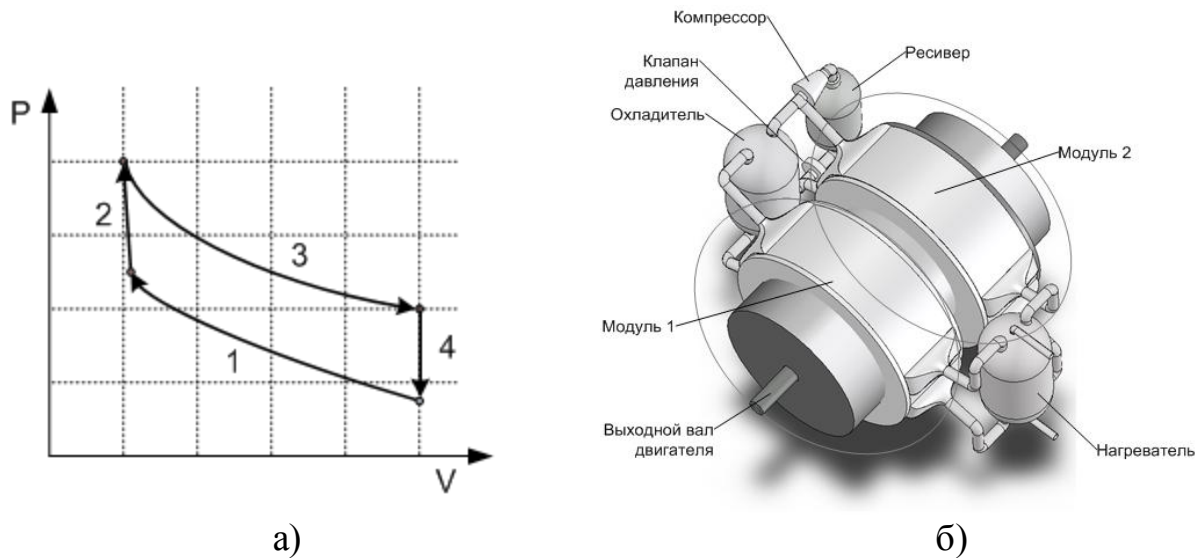 P
2
3
1
4
V
а)
Компрессор
Клапан
давления
Охладитель
Ресивер
Модуль 2
Модуль 1
Выходной вал
двигателя
Нагреватель
б)